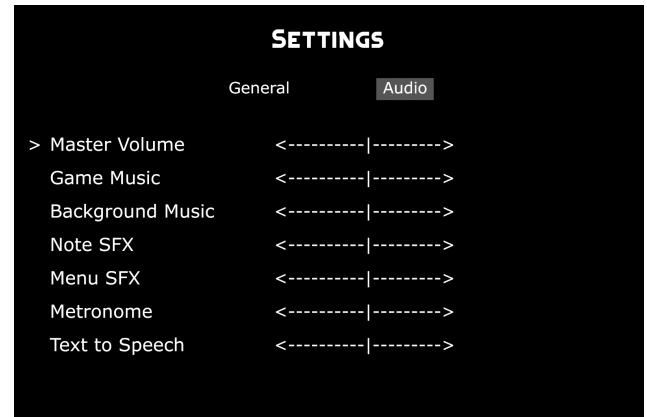 SETTINGS
General Audio
> Master Volume <----------|--------->
Game Music <----------|--------->
Background Music <----------|--------->
Note SFX <----------|--------->
Menu SFX <----------|--------->
Metronome <----------|--------->
Text to Speech <----------|--------->